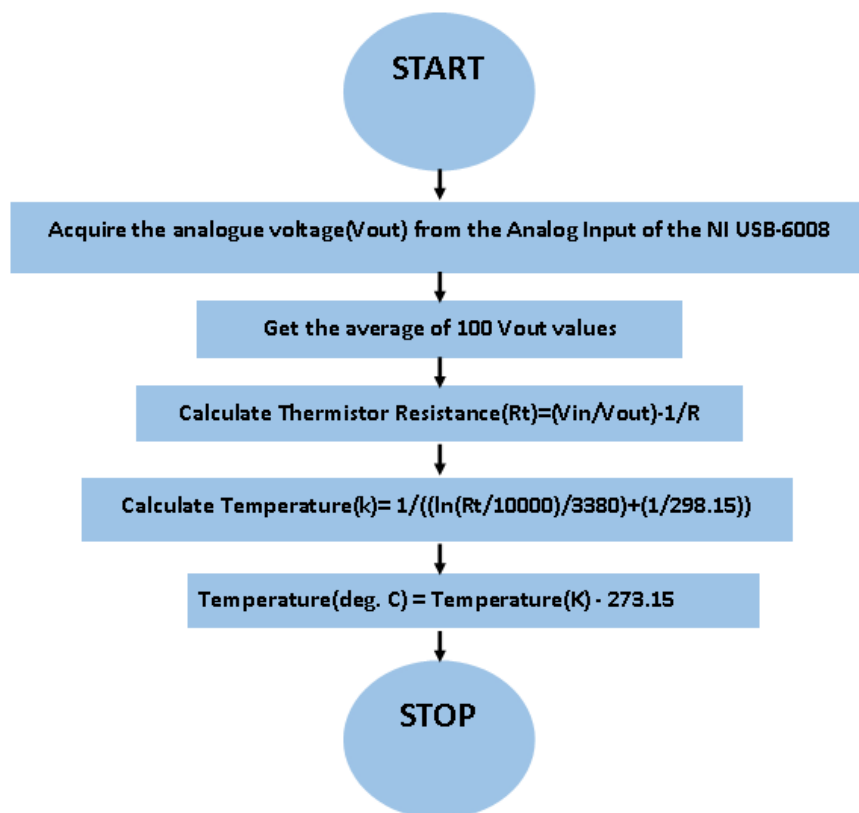 START
Acquire the analogue voltage(Vout) from the Analog Input of the NI USB-6008
Get the average of 100 Vout values
Calculate Thermistor Resistance(Rt)=(Vin/Vout)-1/R
Calculate Temperature(k)= 1/((ln(Rt/10000)/3380)+(1/298.15))
Temperature(deg. C) = Temperature(K) - 273.15
STOP